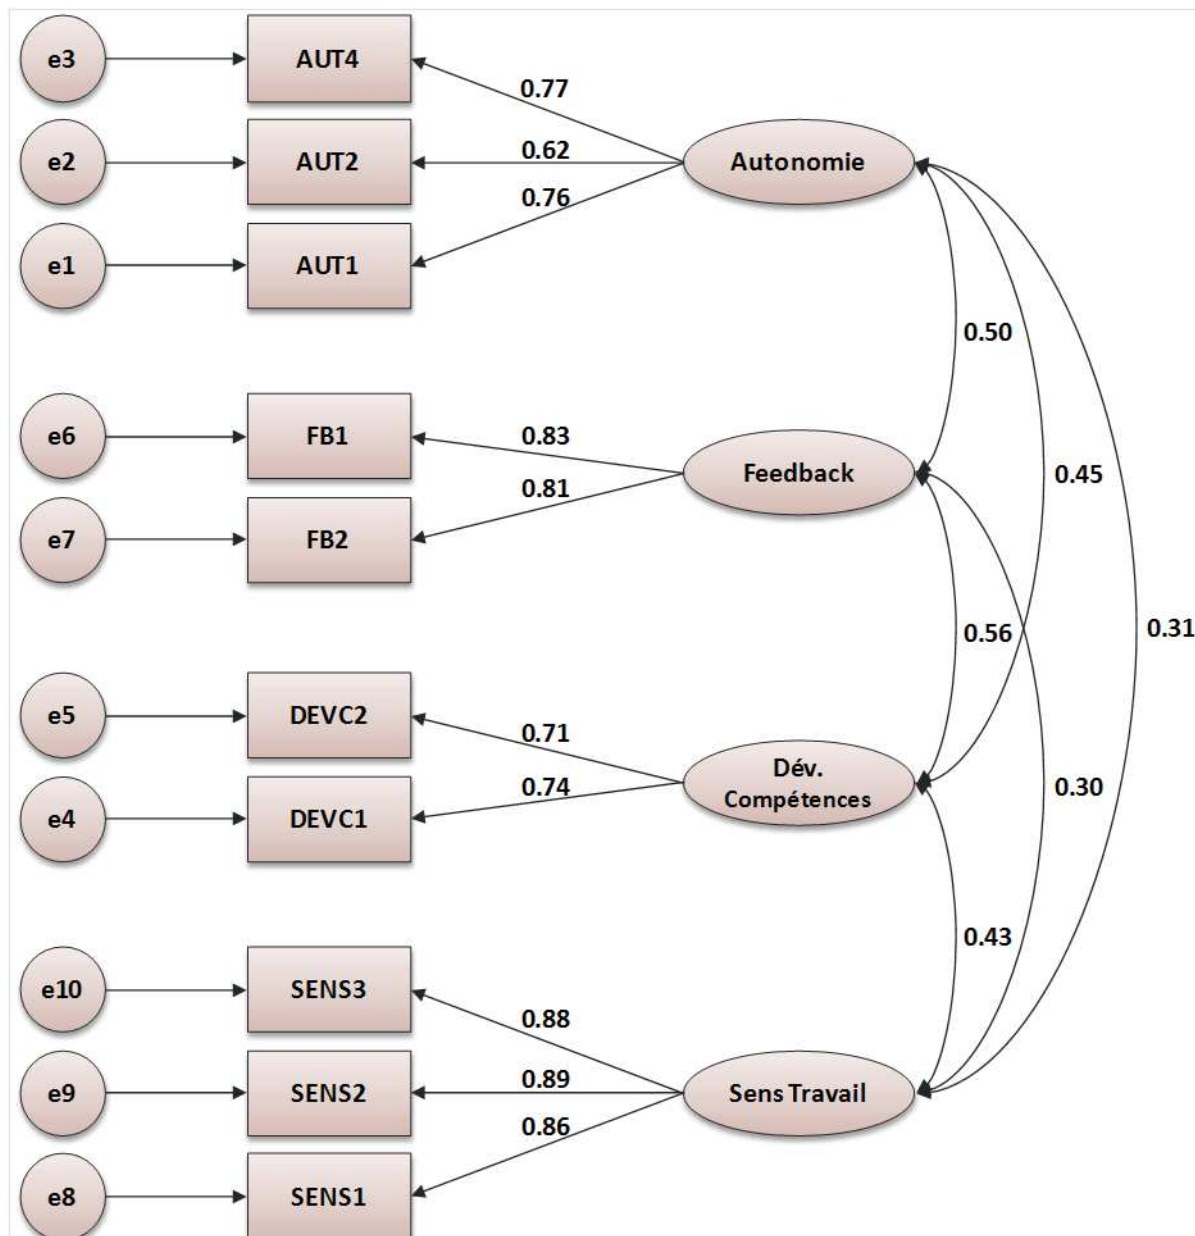 e3
AUT4
0.77
e2
AUT2
0.62
Autonomie
0.76
e1
AUT1
0.50
e6
FB1
0.83
Feedback
0.45
0.81
e7
FB2
0.56
0.31
e5
DEVC2
0.71
Dév.
Compétences
0.74
0.30
e4
DEVC1
0.43
e10
SENS3
0.88
e9
SENS2
0.89
Sens Travail
0.86
e8
SENS1